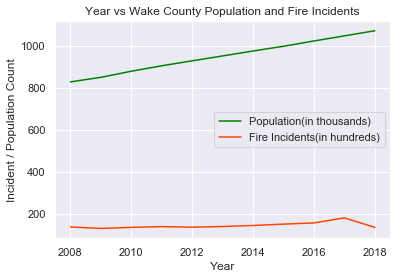 Year vs Wake County Population and Fire Incidents
Incident / Population Count
1000
800
600
400
200
Population(in thousands)
Fire Incidents(in hundreds)
2008 2010 2012 2014 2016 2018
Year